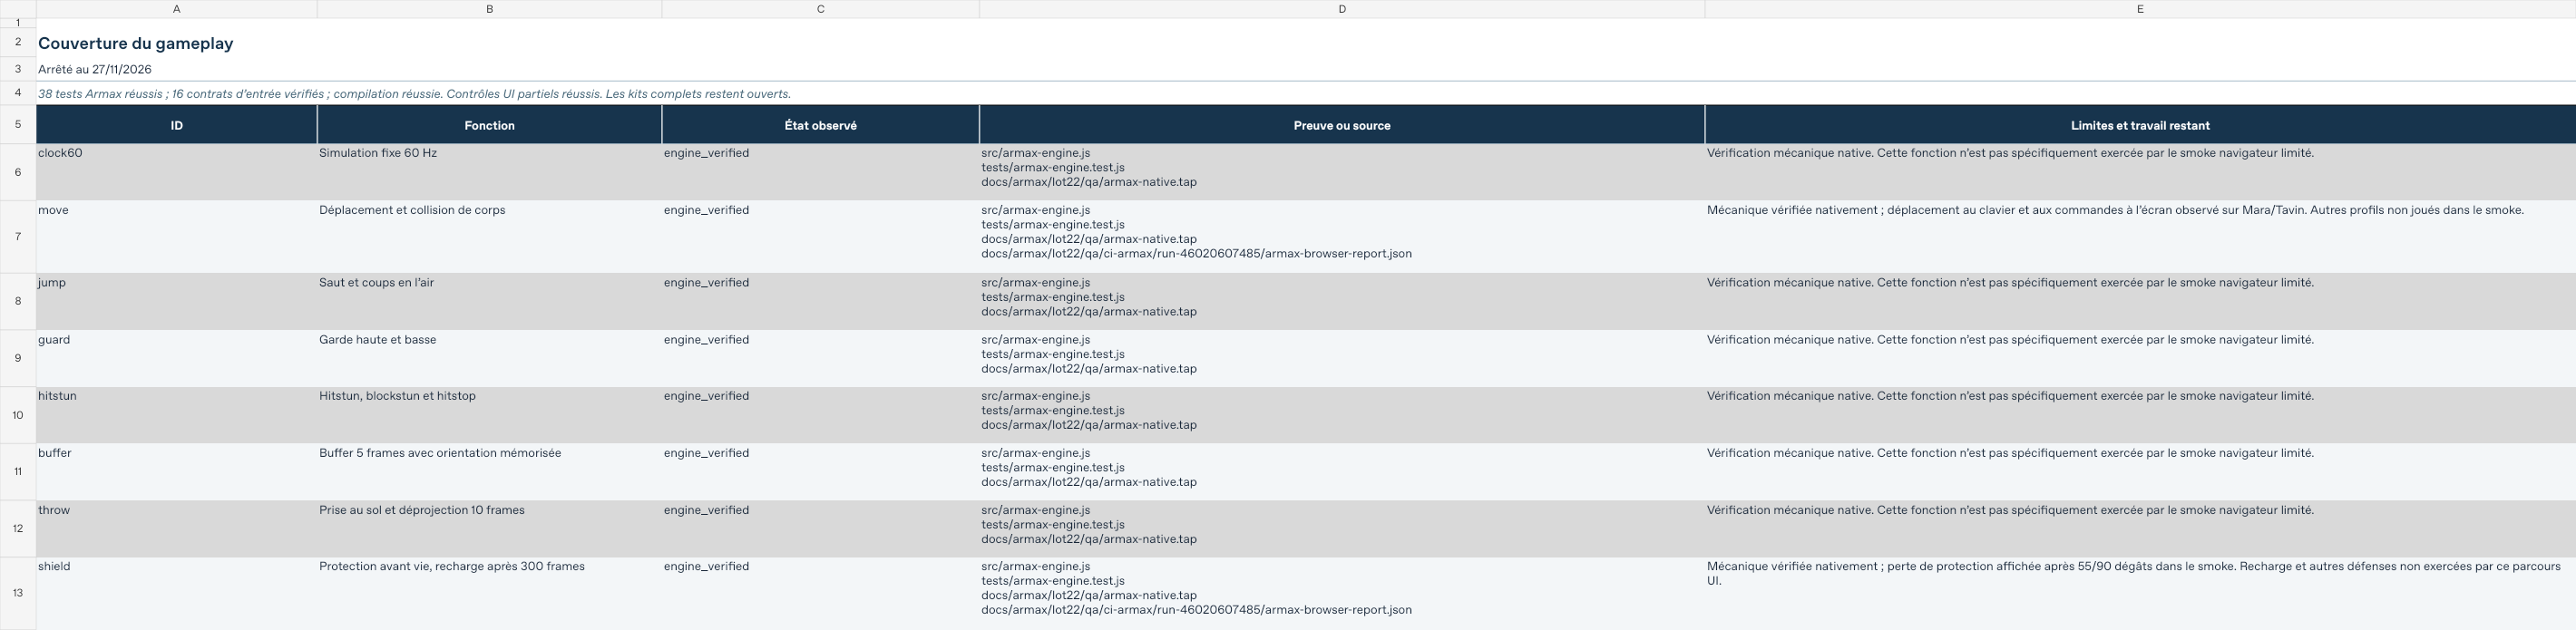 A B C D E
1
2 Couverture du gameplay
3 Arrêté au 27/11/2026
4 38 tests Armax réussis ; 16 contrats d'entrée vérifiés ; compilation réussie. Contrôles UI partiels réussis. Les kits complets restent ouverts.
5 ID Fonction État observé Preuve ou source Limites et travail restant
6 clock60 Simulation fixe 60 Hz engine_verified src/armax-engine.js Vérification mécanique native. Cette fonction n'est pas spécifiquement exercée par le smoke navigateur limité.
tests/armax-engine.test.js
docs/armax/lot22/qa/armax-native.tap
7 move Déplacement et collision de corps engine_verified src/armax-engine.js Mécanique vérifiée nativement ; déplacement au clavier et aux commandes à l'écran observé sur Mara/Tavin. Autres profils non joués dans le smoke.
tests/armax-engine.test.js
docs/armax/lot22/qa/armax-native.tap
docs/armax/lot22/qa/ci-armax/run-46020607485/armax-browser-report.json
8 jump Saut et coups en l'air engine_verified src/armax-engine.js Vérification mécanique native. Cette fonction n'est pas spécifiquement exercée par le smoke navigateur limité.
tests/armax-engine.test.js
docs/armax/lot22/qa/armax-native.tap
9 guard Garde haute et basse engine_verified src/armax-engine.js Vérification mécanique native. Cette fonction n'est pas spécifiquement exercée par le smoke navigateur limité.
tests/armax-engine.test.js
docs/armax/lot22/qa/armax-native.tap
10 hitstun Hitstun, blockstun et hitstop engine_verified src/armax-engine.js Vérification mécanique native. Cette fonction n'est pas spécifiquement exercée par le smoke navigateur limité.
tests/armax-engine.test.js
docs/armax/lot22/qa/armax-native.tap
11 buffer Buffer 5 frames avec orientation mémorisée engine_verified src/armax-engine.js Vérification mécanique native. Cette fonction n'est pas spécifiquement exercée par le smoke navigateur limité.
tests/armax-engine.test.js
docs/armax/lot22/qa/armax-native.tap
12 throw Prise au sol et déprojection 10 frames engine_verified src/armax-engine.js Vérification mécanique native. Cette fonction n'est pas spécifiquement exercée par le smoke navigateur limité.
tests/armax-engine.test.js
docs/armax/lot22/qa/armax-native.tap
13 shield Protection avant vie, recharge après 300 frames engine_verified src/armax-engine.js Mécanique vérifiée nativement ; perte de protection affichée après 55/90 dégâts dans le smoke. Recharge et autres défenses non exercées par ce parcours
tests/armax-engine.test.js UI.
docs/armax/lot22/qa/armax-native.tap
docs/armax/lot22/qa/ci-armax/run-46020607485/armax-browser-report.json